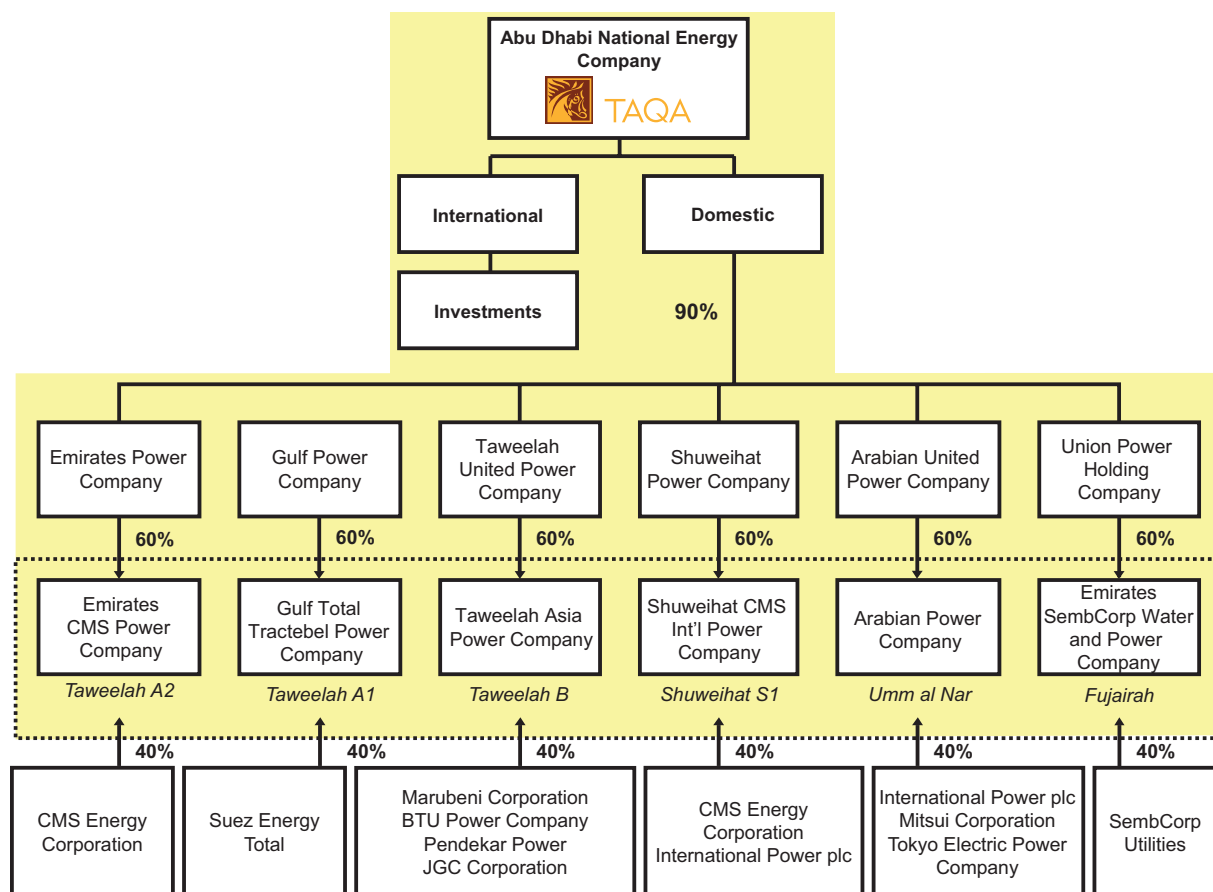 Abu Dhabi National Energy
Company
TAQA
International
Domestic
Investments
90%
Emirates Power
Company
Gulf Power
Company
Taweelah
United Power
Company
Shuweihat
Power Company
Arabian United
Power Company
Union Power
Holding
Company
60%
60%
60%
60%
60%
60%
Emirates
CMS Power
Company
Gulf Total
Tractebel Power
Company
Taweelah Asia
Power Company
Shuweihat CMS
Int'l Power
Company
Arabian Power
Company
Emirates
SembCorp Water
and Power
Company
Taweelah A2
Taweelah A1
Taweelah B
Shuweihat S1
Umm al Nar
Fujairah
40%
40%
40%
40%
40%
40%
CMS Energy
Corporation
Suez Energy
Total
Marubeni Corporation
BTU Power Company
Pendekar Power
JGC Corporation
CMS Energy
Corporation
International Power plc
International Power plc
Mitsui Corporation
Tokyo Electric Power
Company
SembCorp
Utilities